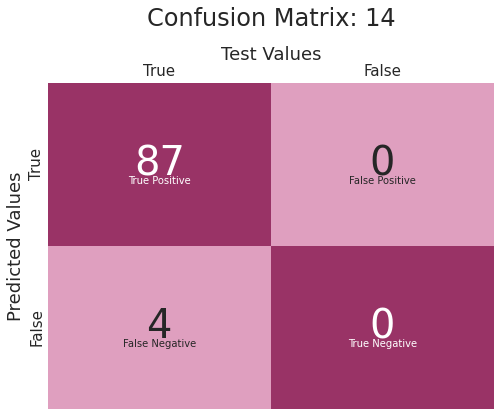 Confusion Matrix: 14
Test Values
True False
Predicted Values
True
87
True Positive
0
False Positive
False
4
False Negative
0
True Negative